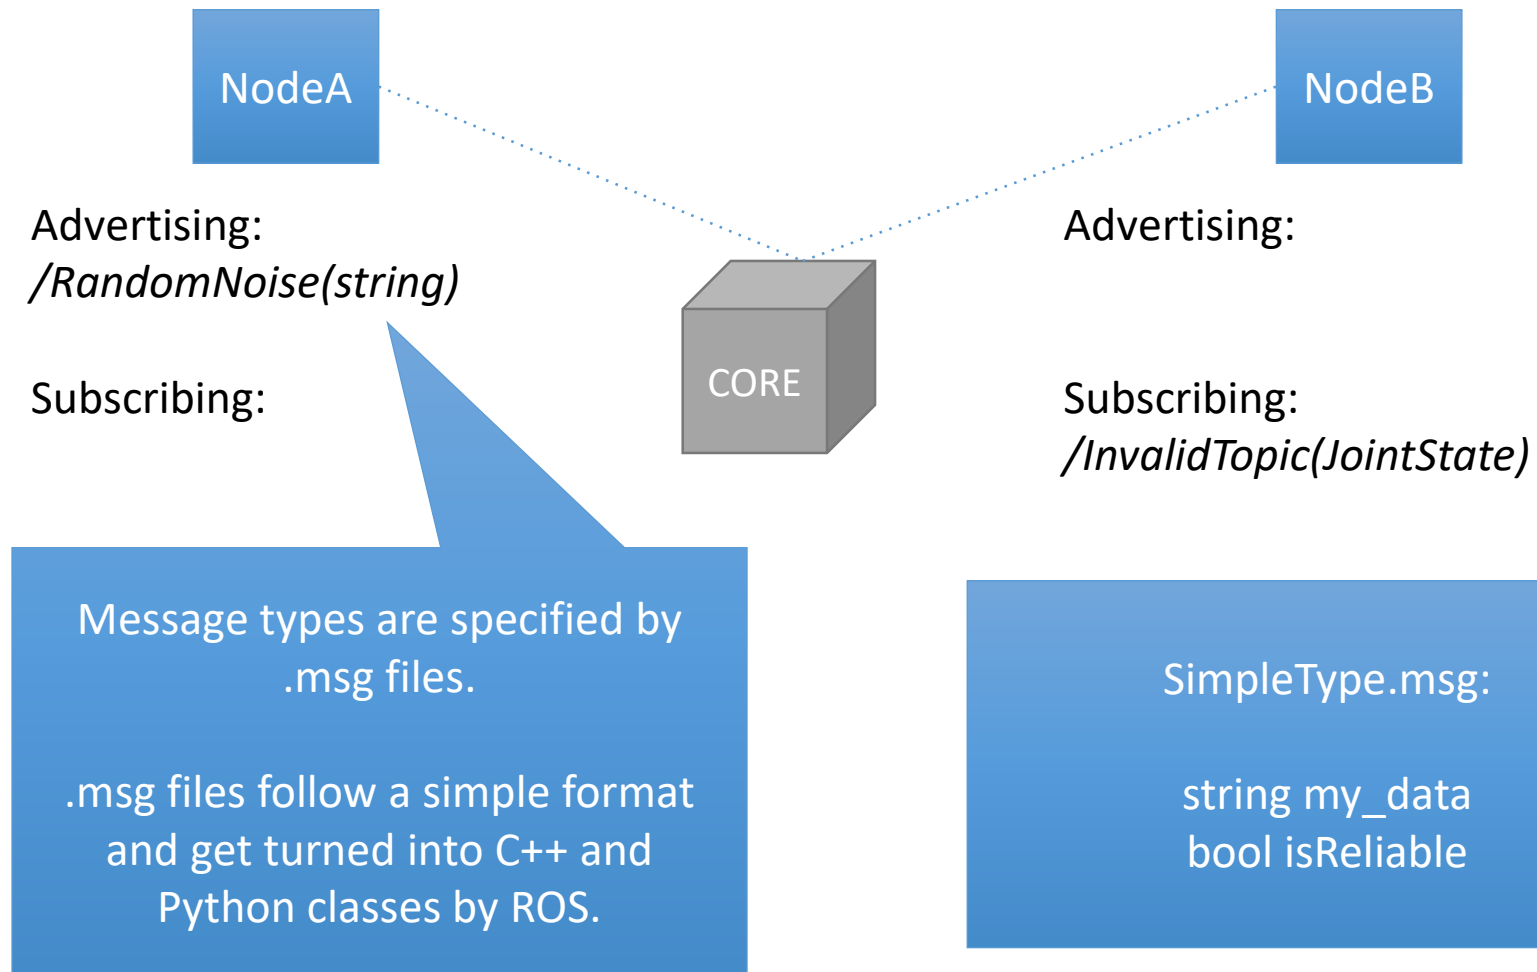 NodeA
NodeB
Advertising:
/RandomNoise(string)
Subscribing:
CORE
Advertising:
Subscribing:
/InvalidTopic(JointState)
Message types are specified by
.msg files.
.msg files follow a simple format
and get turned into C++ and
Python classes by ROS.
SimpleType.msg:
string my_data
bool isReliable